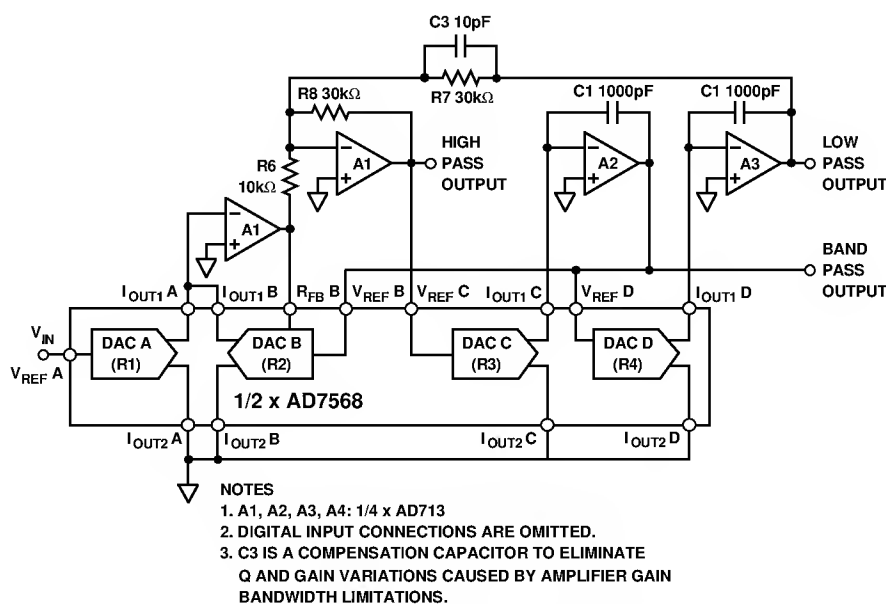 C3 10pF
R8 30kΩ
R7 30kΩ
C1 1000pF
C1 1000pF
R6
10kΩ
A1
HIGH
PASS
OUTPUT
A2
A3
LOW
PASS
OUTPUT
A1
BAND
PASS
OUTPUT
IOUT1 A
IOUT1 B
RFB B
VREF B
VREF C
IOUT1 C
VREF D
IOUT1 D
VIN
VREF A
DAC A
(R1)
DAC B
(R2)
DAC C
(R3)
DAC D
(R4)
1/2 x AD7568
IOUT2 A
IOUT2 B
IOUT2 C
IOUT2 D
NOTES
1. A1, A2, A3, A4: 1/4 x AD713
2. DIGITAL INPUT CONNECTIONS ARE OMITTED.
3. C3 IS A COMPENSATION CAPACITOR TO ELIMINATE
Q AND GAIN VARIATIONS CAUSED BY AMPLIFIER GAIN
BANDWIDTH LIMITATIONS.